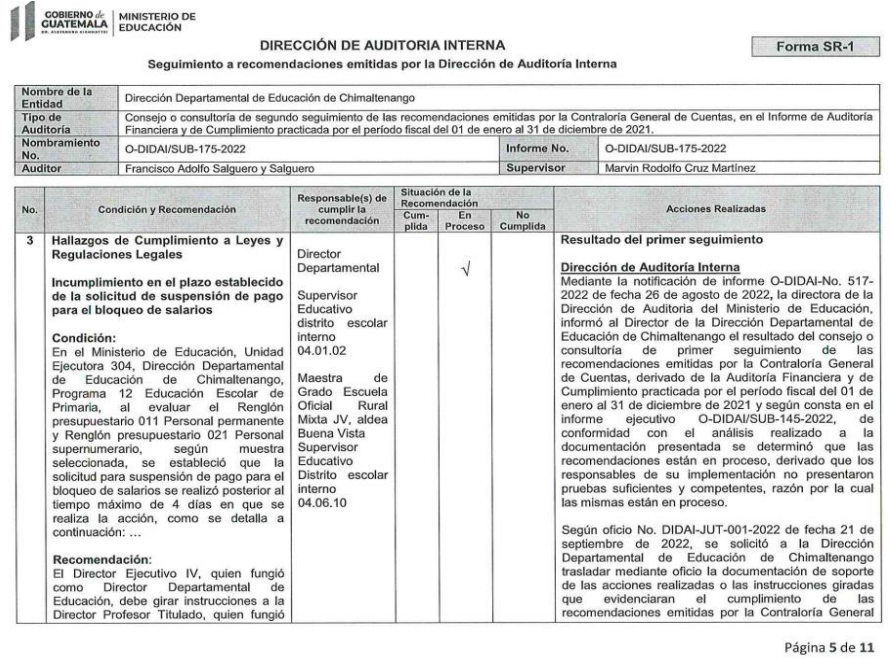 GOBIERNO de
GUATEMALA
DR. ALEJANDRO GIAMMATTEI
MINISTERIO DE
EDUCACIÓN
DIRECCIÓN DE AUDITORIA INTERNA
Forma SR-1
Seguimiento a recomendaciones emitidas por la Dirección de Auditoría Interna
Nombre de la
Entidad
Dirección Departamental de Educación de Chimaltenango
Tipo de
Auditoría
Consejo o consultoría de segundo seguimiento de las recomendaciones emitidas por la Contraloría General de Cuentas, en el Informe de Auditoría
Financiera y de Cumplimiento practicada por el período fiscal del 01 de enero al 31 de diciembre de 2021.
Nombramiento
No.
O-DIDAI/SUB-175-2022
Informe No.
O-DIDAI/SUB-175-2022
Auditor
Francisco Adolfo Salguero y Salguero
Supervisor
Marvin Rodolfo Cruz Martínez
No.
Condición y Recomendación
Responsable(s) de
cumplir la
recomendación
Situación de la
Recomendación
Cum-
plida
En
Proceso
No
Cumplida
Acciones Realizadas
3
Hallazgos de Cumplimiento a Leyes y
Regulaciones Legales
Incumplimiento en el plazo establecido
de la solicitud de suspensión de pago
para el bloqueo de salarios
Condición:
En el Ministerio de Educación, Unidad
Ejecutora 304, Dirección Departamental
de Educación de Chimaltenango,
Programa 12 Educación Escolar de
Primaria, al evaluar el Renglón
presupuestario 011 Personal permanente
y Renglón presupuestario 021 Personal
supernumerario, según muestra
seleccionada, se estableció que la
solicitud para suspensión de pago para el
bloqueo de salarios se realizó posterior al
tiempo máximo de 4 días en que se
realiza la acción, como se detalla a
continuación: …
Recomendación:
El Director Ejecutivo IV, quien fungió
como Director Departamental de
Educación, debe girar instrucciones a la
Director Profesor Titulado, quien fungió
Director
Departamental
Supervisor
Educativo
distrito escolar
interno
04.01.02
Maestra de
Grado Escuela
Oficial Rural
Mixta JV, aldea
Buena Vista
Supervisor
Educativo
Distrito escolar
interno
04.06.10
√
Resultado del primer seguimiento
Dirección de Auditoría Interna
Mediante la notificación de informe O-DIDAI-No. 517-
2022 de fecha 26 de agosto de 2022, la directora de la
Dirección de Auditoria del Ministerio de Educación,
informó al Director de la Dirección Departamental de
Educación de Chimaltenango el resultado del consejo o
consultoría de primer seguimiento de las
recomendaciones emitidas por la Contraloría General
de Cuentas, derivado de la Auditoría Financiera y de
Cumplimiento practicada por el período fiscal del 01 de
enero al 31 de diciembre de 2021 y según consta en el
informe ejecutivo O-DIDAI/SUB-145-2022, de
conformidad con el análisis realizado a la
documentación presentada se determinó que las
recomendaciones están en proceso, derivado que los
responsables de su implementación no presentaron
pruebas suficientes y competentes, razón por la cual
las mismas están en proceso.
Según oficio No. DIDAI-JUT-001-2022 de fecha 21 de
septiembre de 2022, se solicitó a la Dirección
Departamental de Educación de Chimaltenango
trasladar mediante oficio la documentación de soporte
de las acciones realizadas o las instrucciones giradas
que evidenciaran el cumplimiento de las
recomendaciones emitidas por la Contraloría General
Página 5 de 11